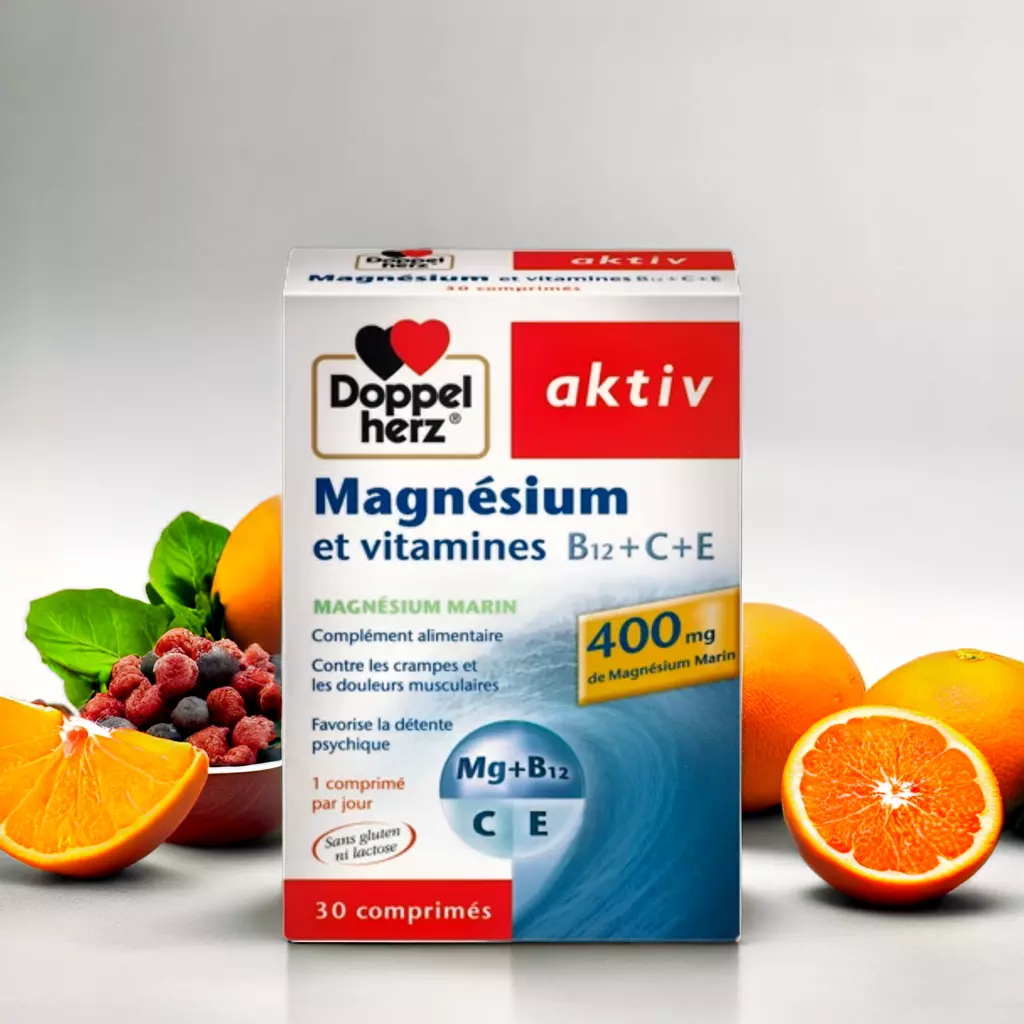 Doppel herz aktiv
Magnésium et vitamines B12+C+E
30 comprimés
Doppel
herz®
aktiv
Magnésium
et vitamines B12+C+E
MAGNÉSIUM MARIN
Complément alimentaire
Contre les crampes et
les douleurs musculaires
400 mg
de Magnésium Marin
Favorise la détente
psychique
1 comprimé
par jour
Sans gluten
ni lactose
Mg+B12
C E
30 comprimés